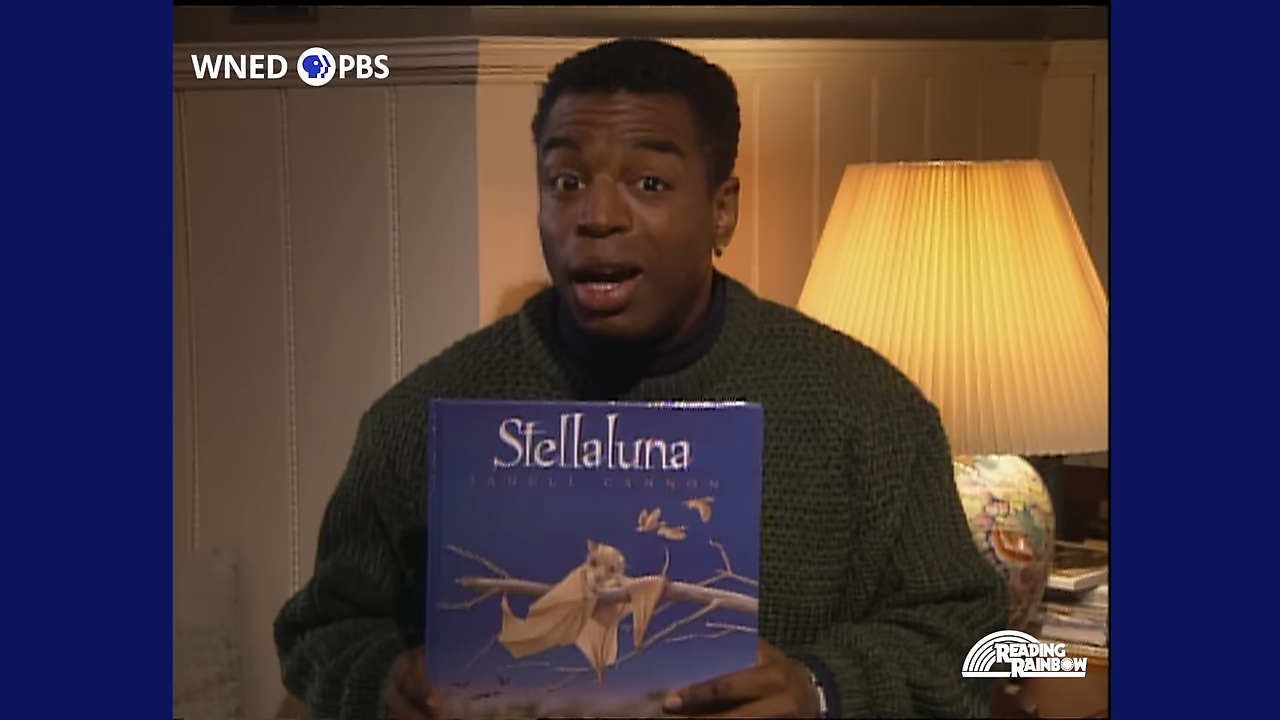 WNED PBS
Stellaluna
JANELL CANNON
READING
RAINBOW